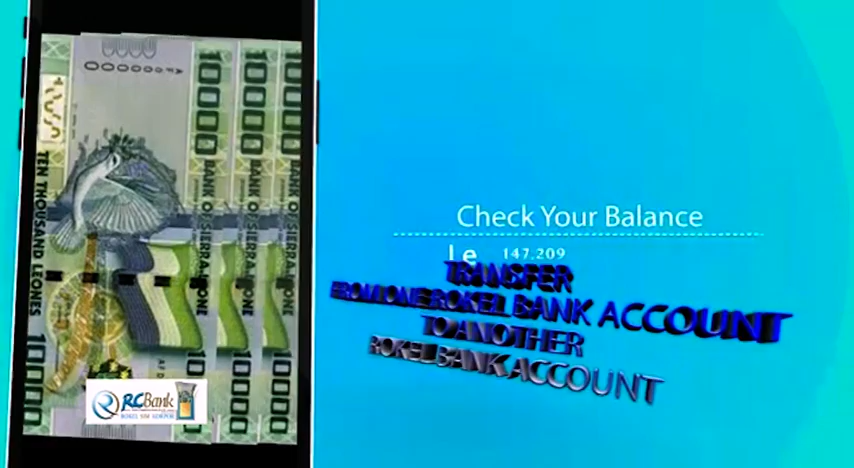 10000
BANK OF SIERRA LEONE
10000
BANK OF SIERRA LEONE
10000
TEN THOUSAND LEONES
10000
RCBank
Check Your Balance
Le 147,209
TRANSFER
FROM ONE ROKEL BANK ACCOUNT
TO ANOTHER
ROKEL BANK ACCOUNT